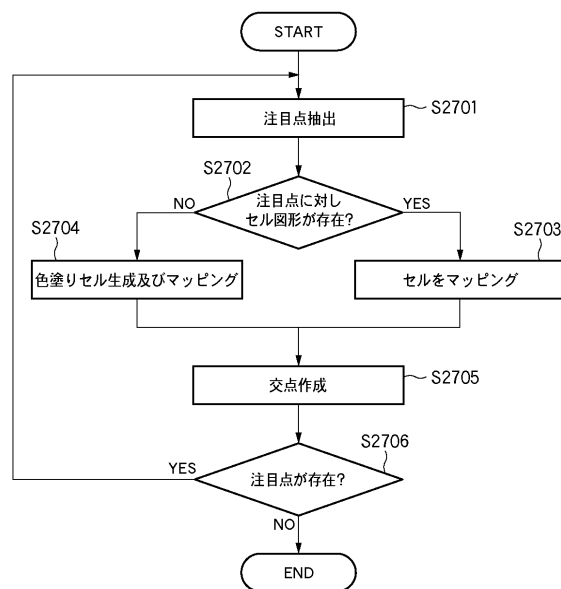 START
注目点抽出
S2701
S2702
注目点に対し
セル図形が存在?
NO
YES
S2704
S2703
色塗りセル生成及びマッピング
セルをマッピング
交点作成
S2705
S2706
YES
注目点が存在?
NO
END